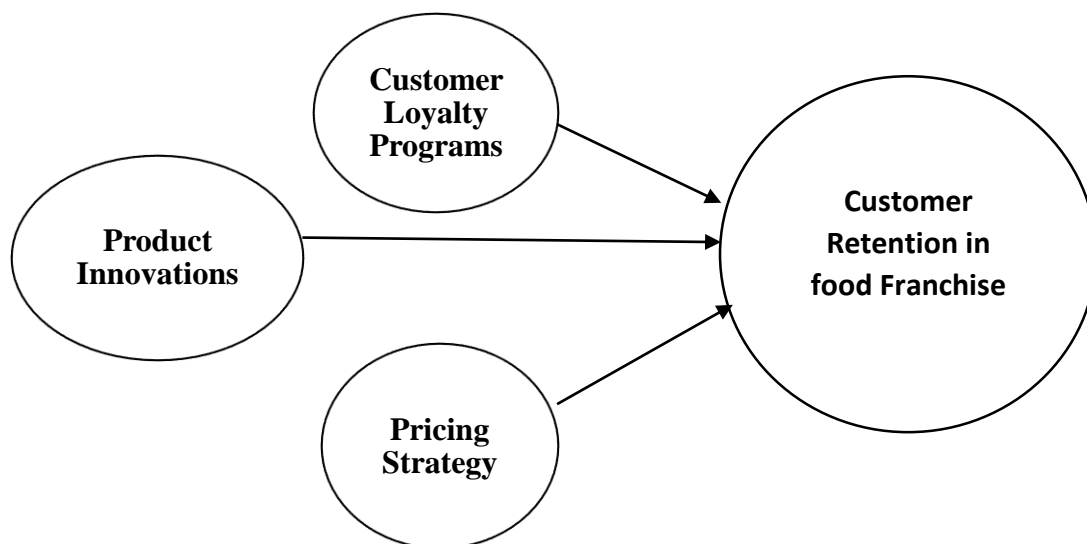 Customer
Loyalty
Programs
Product
Innovations
Pricing
Strategy
Customer
Retention in
food Franchise